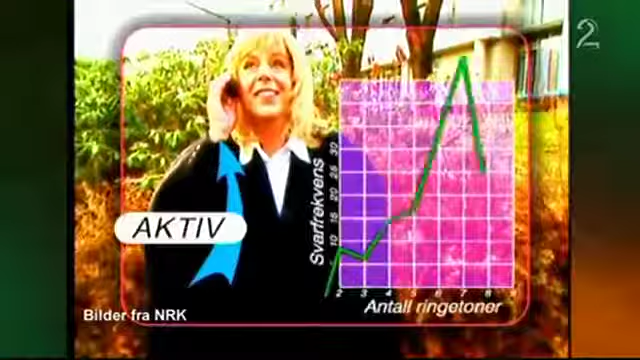 2
AKTIV
Svarfrekvens
5 10 15 20 25 30
Antall ringetoner
2 3 4 5 6 7 8 9
Bilder fra NRK